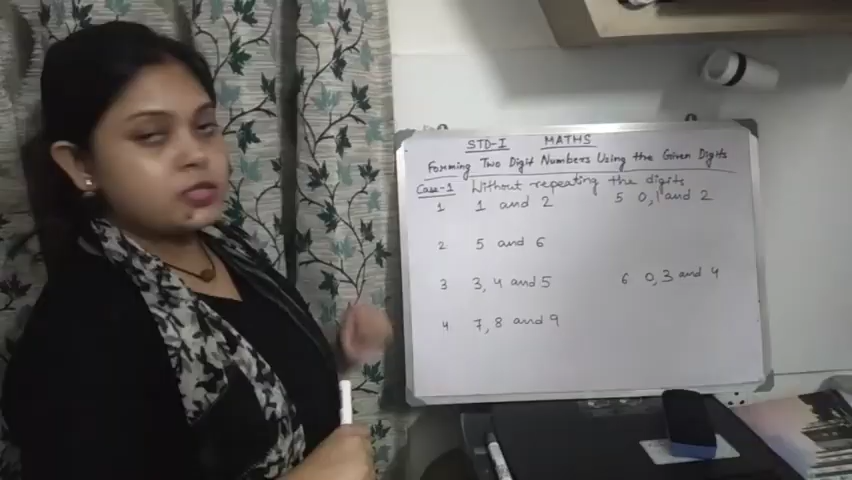 STD-I MATHS
Forming Two Digit Numbers Using the Given Digits
Case-1 Without repeating the digits
1 1 and 2 5 0,1 and 2
2 5 and 6
3 3, 4 and 5 6 0,3 and 4
4 7, 8 and 9